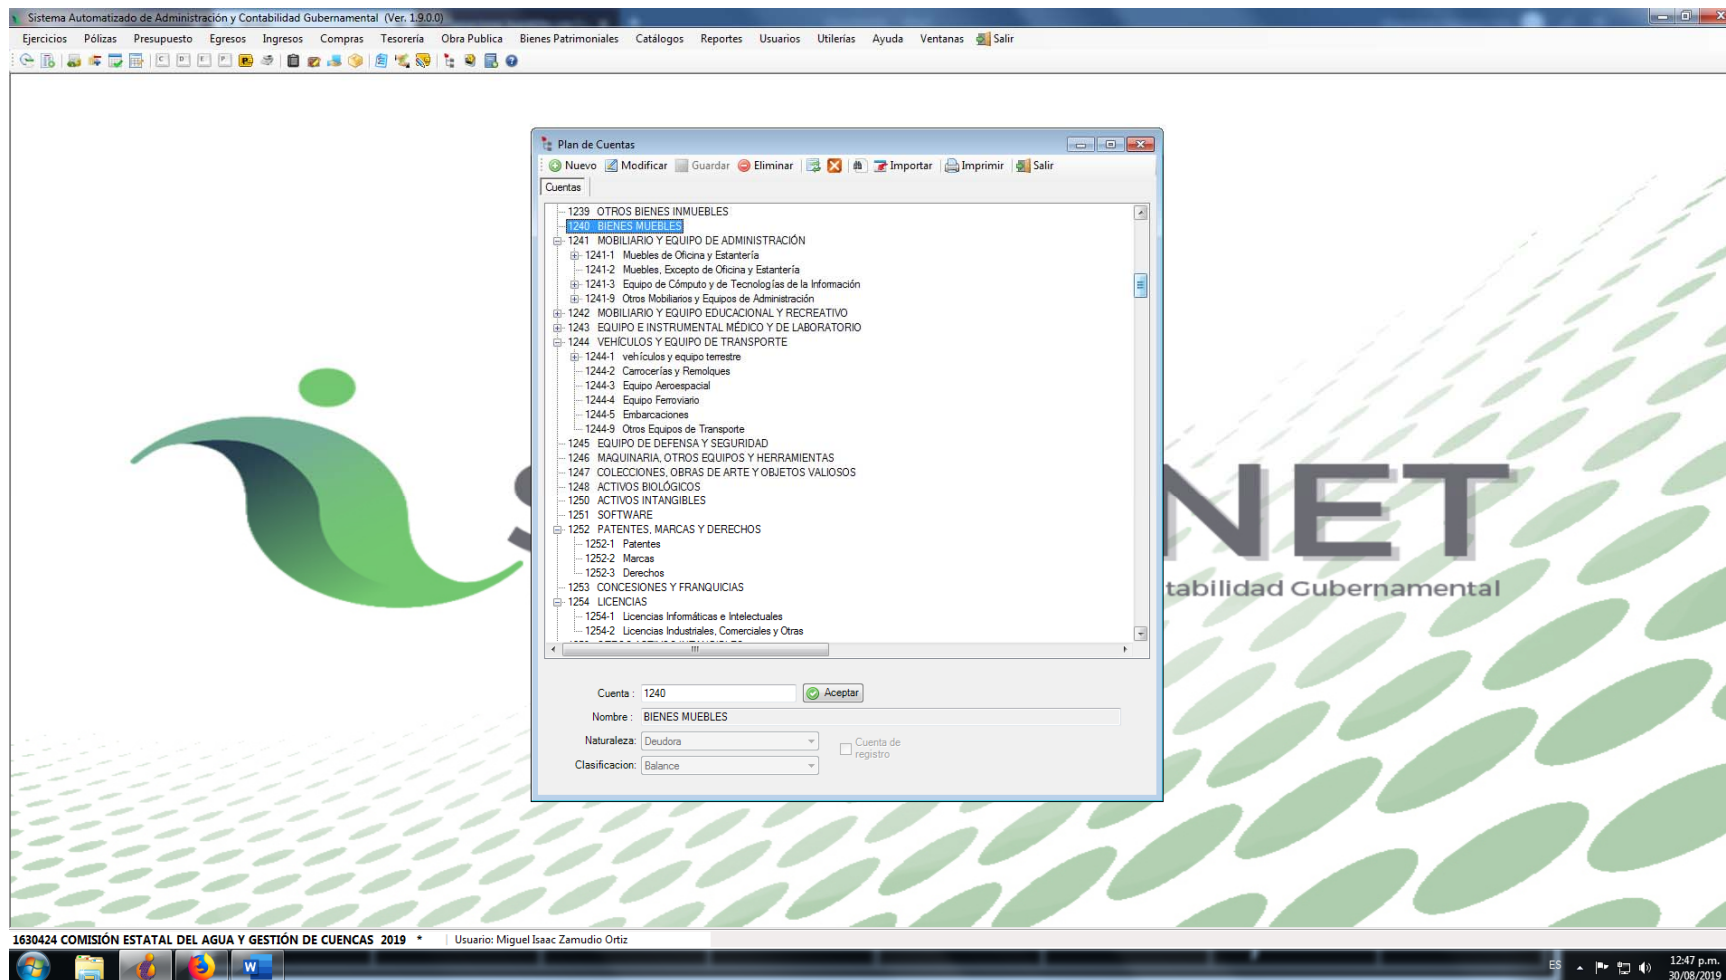 Sistema Automatizado de Administración y Contabilidad Gubernamental (Ver. 1.9.0.0)
Ejercicios Pólizas Presupuesto Egresos Ingresos Compras Tesorería Obra Publica Bienes Patrimoniales Catálogos Reportes Usuarios Utilerías Ayuda Ventanas Salir
Plan de Cuentas
Nuevo Modificar Guardar Eliminar Importar Imprimir Salir
Cuentas
1239 OTROS BIENES INMUEBLES
1240 BIENES MUEBLES
1241 MOBILIARIO Y EQUIPO DE ADMINISTRACIÓN
1241-1 Muebles de Oficina y Estantería
1241-2 Muebles, Excepto de Oficina y Estantería
1241-3 Equipo de Cómputo y de Tecnologías de la Información
1241-9 Otros Mobiliarios y Equipos de Administración
1242 MOBILIARIO Y EQUIPO EDUCACIONAL Y RECREATIVO
1243 EQUIPO E INSTRUMENTAL MÉDICO Y DE LABORATORIO
1244 VEHÍCULOS Y EQUIPO DE TRANSPORTE
1244-1 vehículos y equipo terrestre
1244-2 Carrocerías y Remolques
1244-3 Equipo Aeroespacial
1244-4 Equipo Ferroviario
1244-5 Embarcaciones
1244-9 Otros Equipos de Transporte
1245 EQUIPO DE DEFENSA Y SEGURIDAD
1246 MAQUINARIA, OTROS EQUIPOS Y HERRAMIENTAS
1247 COLECCIONES, OBRAS DE ARTE Y OBJETOS VALIOSOS
1248 ACTIVOS BIOLÓGICOS
1250 ACTIVOS INTANGIBLES
1251 SOFTWARE
1252 PATENTES, MARCAS Y DERECHOS
1252-1 Patentes
1252-2 Marcas
1252-3 Derechos
1253 CONCESIONES Y FRANQUICIAS
1254 LICENCIAS
1254-1 Licencias Informáticas e Intelectuales
1254-2 Licencias Industriales, Comerciales y Otras
Cuenta : 1240 Aceptar
Nombre : BIENES MUEBLES
Naturaleza: Deudora Cuenta de registro
Clasificacion: Balance
NET
tabilidad Gubernamental
1630424 COMISIÓN ESTATAL DEL AGUA Y GESTIÓN DE CUENCAS 2019 * Usuario: Miguel Isaac Zamudio Ortiz
ES 12:47 p.m.
30/08/2019